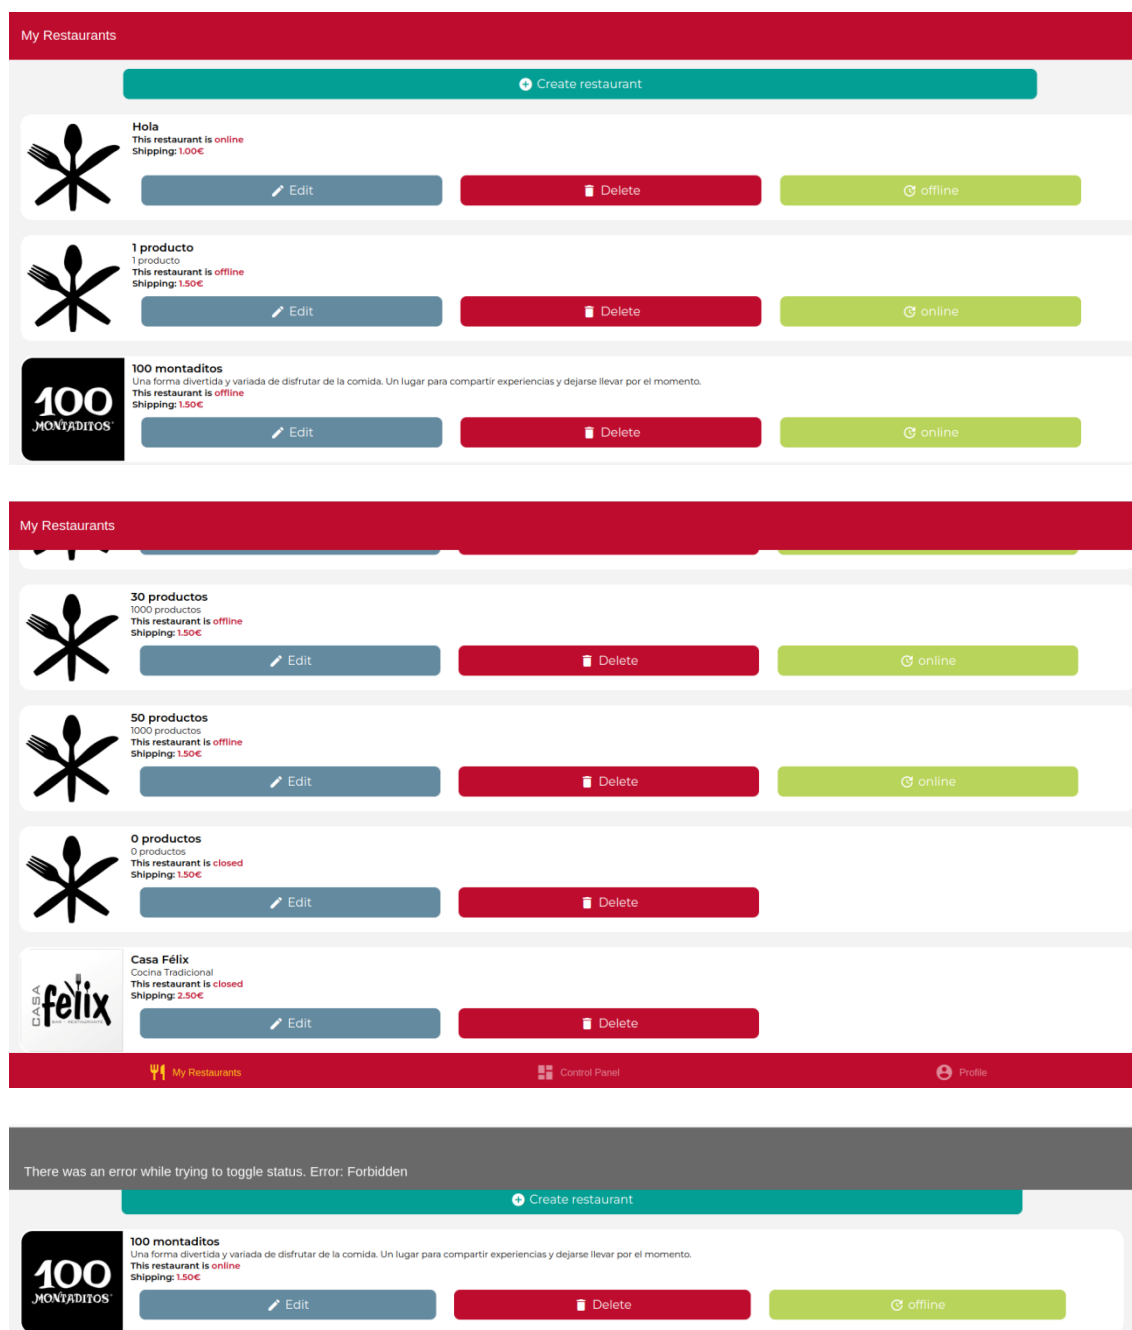 My Restaurants
Create restaurant
Hola
This restaurant is online
Shipping: 1.00€
Edit
Delete
offline
1 producto
1 producto
This restaurant is offline
Shipping: 1.50€
Edit
Delete
online
100 montaditos
Una forma divertida y variada de disfrutar de la comida. Un lugar para compartir experiencias y dejarse llevar por el momento.
This restaurant is offline
Shipping: 1.50€
100
MONTADITOS
Edit
Delete
online
My Restaurants
30 productos
1000 productos
This restaurant is offline
Shipping: 1.50€
Edit
Delete
online
50 productos
1000 productos
This restaurant is offline
Shipping: 1.50€
Edit
Delete
online
0 productos
0 productos
This restaurant is closed
Shipping: 1.50€
Edit
Delete
Casa Félix
Cocina Tradicional
This restaurant is closed
Shipping: 2.50€
CASA
felix
BAR - RESTAURANTE
Edit
Delete
My Restaurants
Control Panel
Profile
There was an error while trying to toggle status. Error: Forbidden
Create restaurant
100 montaditos
Una forma divertida y variada de disfrutar de la comida. Un lugar para compartir experiencias y dejarse llevar por el momento.
This restaurant is online
Shipping: 1.50€
100
MONTADITOS
Edit
Delete
offline